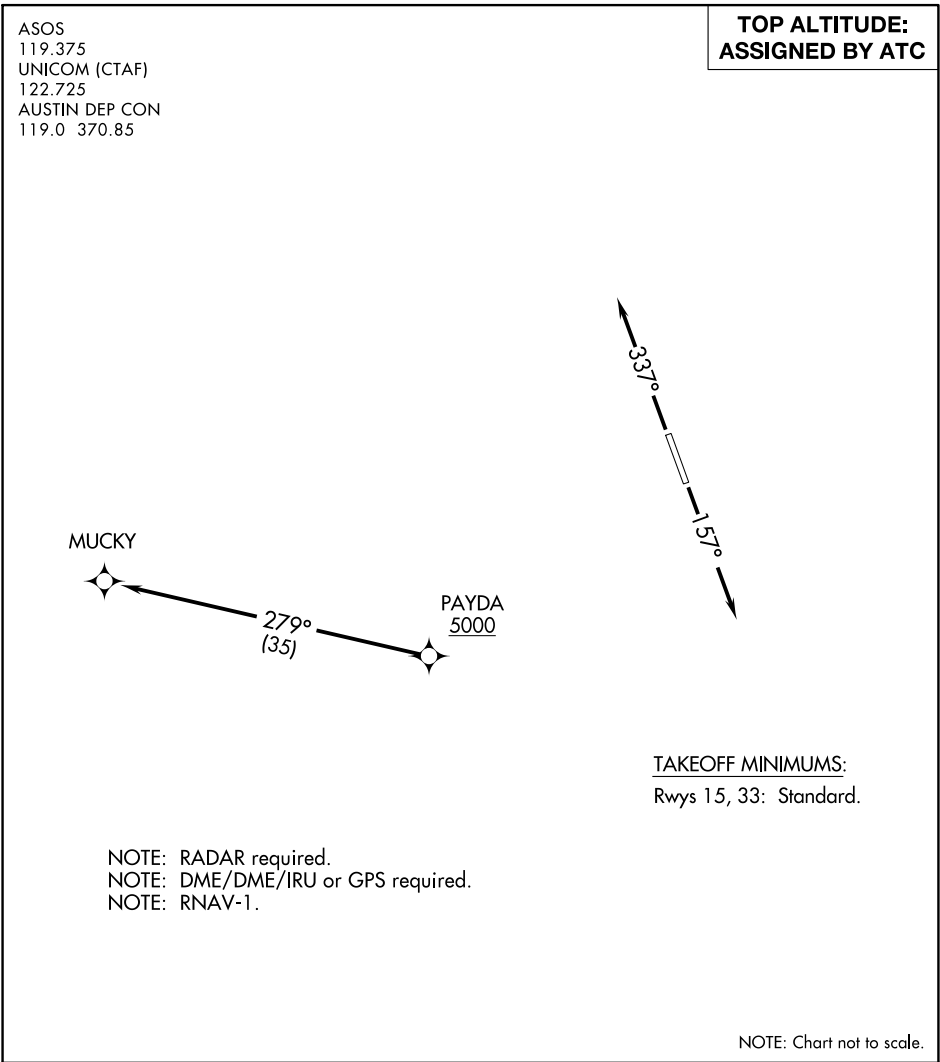 ASOS
119.375
UNICOM (CTAF)
122.725
AUSTIN DEP CON
119.0 370.85
TOP ALTITUDE:
ASSIGNED BY ATC
337°
157°
MUCKY
279°
(35)
PAYDA
5000
TAKEOFF MINIMUMS:
Rwys 15, 33: Standard.
NOTE: RADAR required.
NOTE: DME/DME/IRU or GPS required.
NOTE: RNAV-1.
NOTE: Chart not to scale.